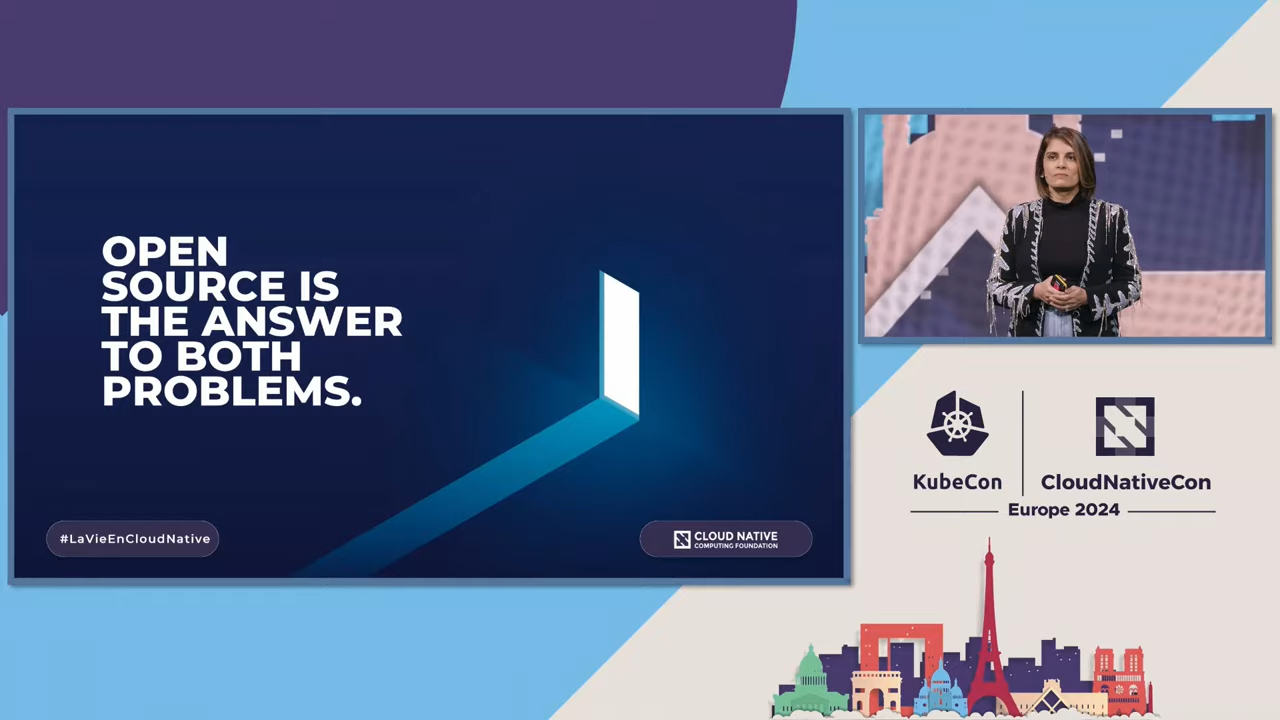 OPEN
SOURCE IS
THE ANSWER
TO BOTH
PROBLEMS.
#LaVieEnCloudNative
CLOUD NATIVE
COMPUTING FOUNDATION
KubeCon
CloudNativeCon
Europe 2024